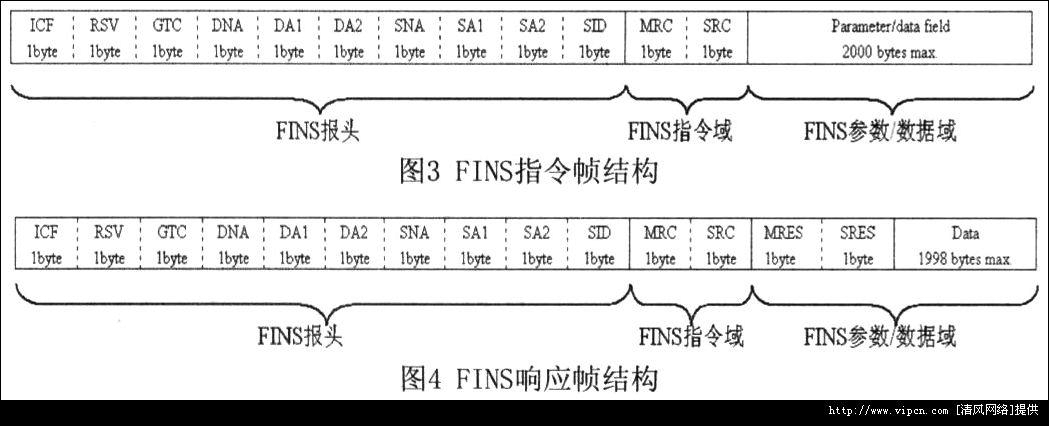 ICF RSV GTC DNA DA1 DA2 SNA SA1 SA2 SID MRC SRC Parameter/data field
1byte 1byte 1byte 1byte 1byte 1byte 1byte 1byte 1byte 1byte 1byte 1byte 2000 bytes max.
FINS报头 FINS指令域 FINS参数/数据域
图3 FINS指令帧结构
ICF RSV GTC DNA DA1 DA2 SNA SA1 SA2 SID MRC SRC MRES SRES Data
1byte 1byte 1byte 1byte 1byte 1byte 1byte 1byte 1byte 1byte 1byte 1byte 1byte 1byte 1998 bytes max.
FINS报头 FINS指令域 FINS参数/数据域
图4 FINS响应帧结构
http://www.vipcn.com [清风网络]提供